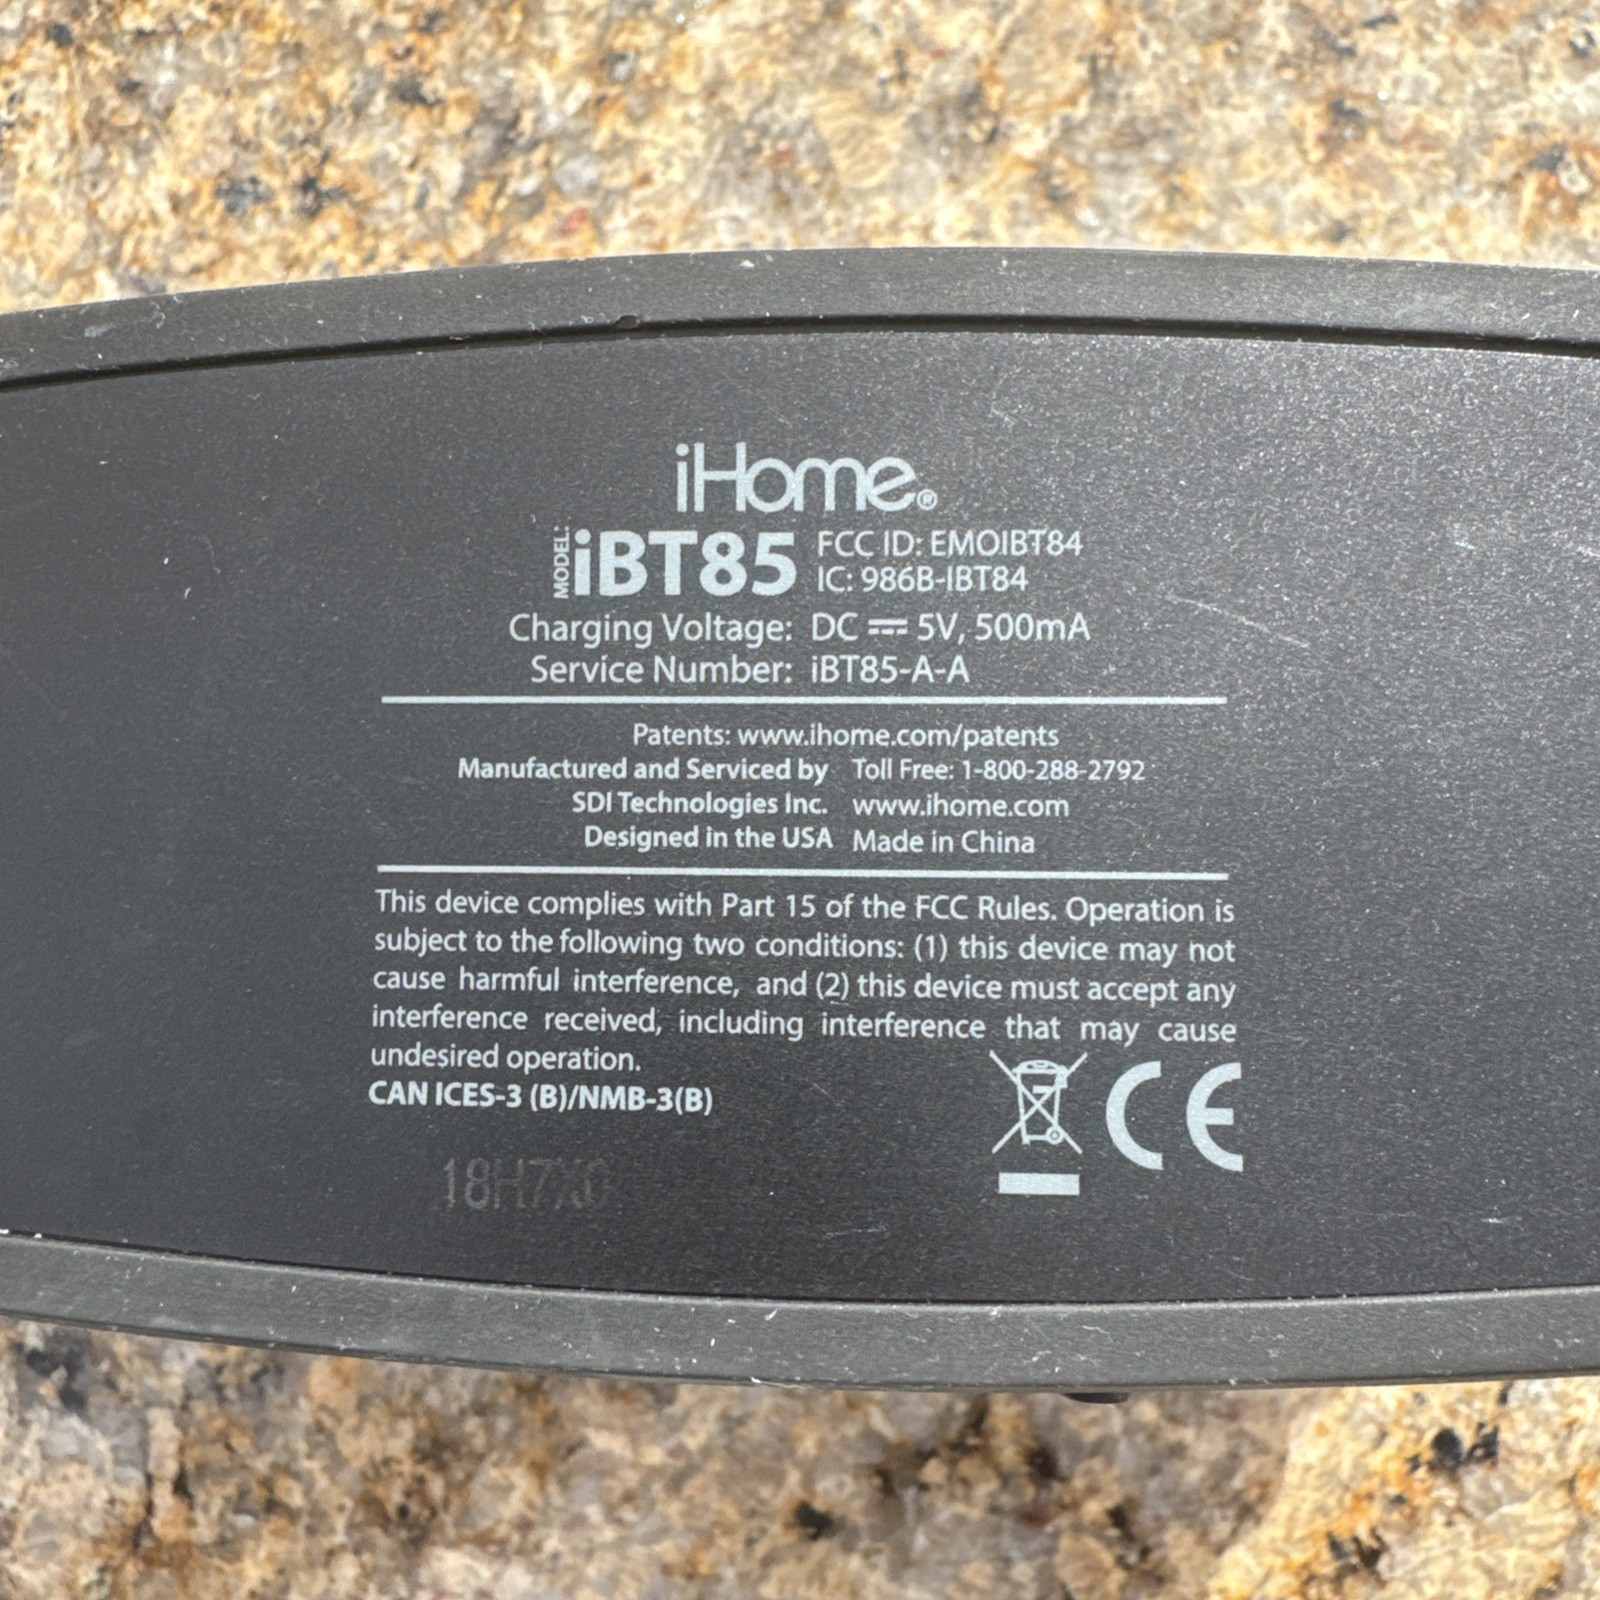 iHome®
MODEL: iBT85 FCC ID: EMOIBT84
IC: 986B-IBT84
Charging Voltage: DC ⎓ 5V, 500mA
Service Number: iBT85-A-A
Patents: www.ihome.com/patents
Manufactured and Serviced by Toll Free: 1-800-288-2792
SDI Technologies Inc. www.ihome.com
Designed in the USA Made in China
This device complies with Part 15 of the FCC Rules. Operation is
subject to the following two conditions: (1) this device may not
cause harmful interference, and (2) this device must accept any
interference received, including interference that may cause
undesired operation.
CAN ICES-3 (B)/NMB-3(B)
CE